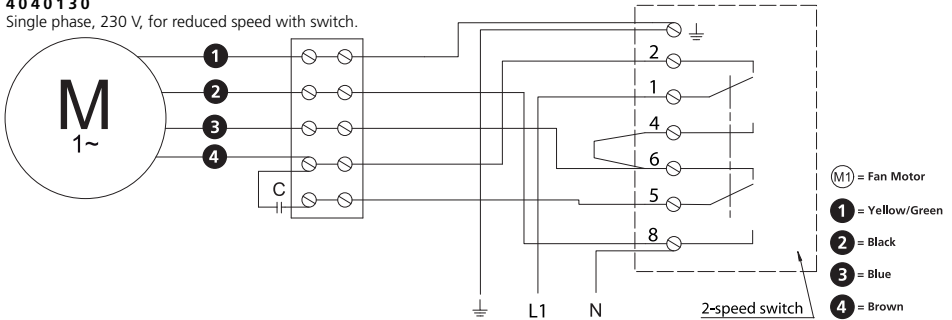 4040130
Single phase, 230 V, for reduced speed with switch.
M
1~
1
2
3
4
C
2
1
4
6
5
8
L1
N
2-speed switch
M1 = Fan Motor
1 = Yellow/Green
2 = Black
3 = Blue
4 = Brown